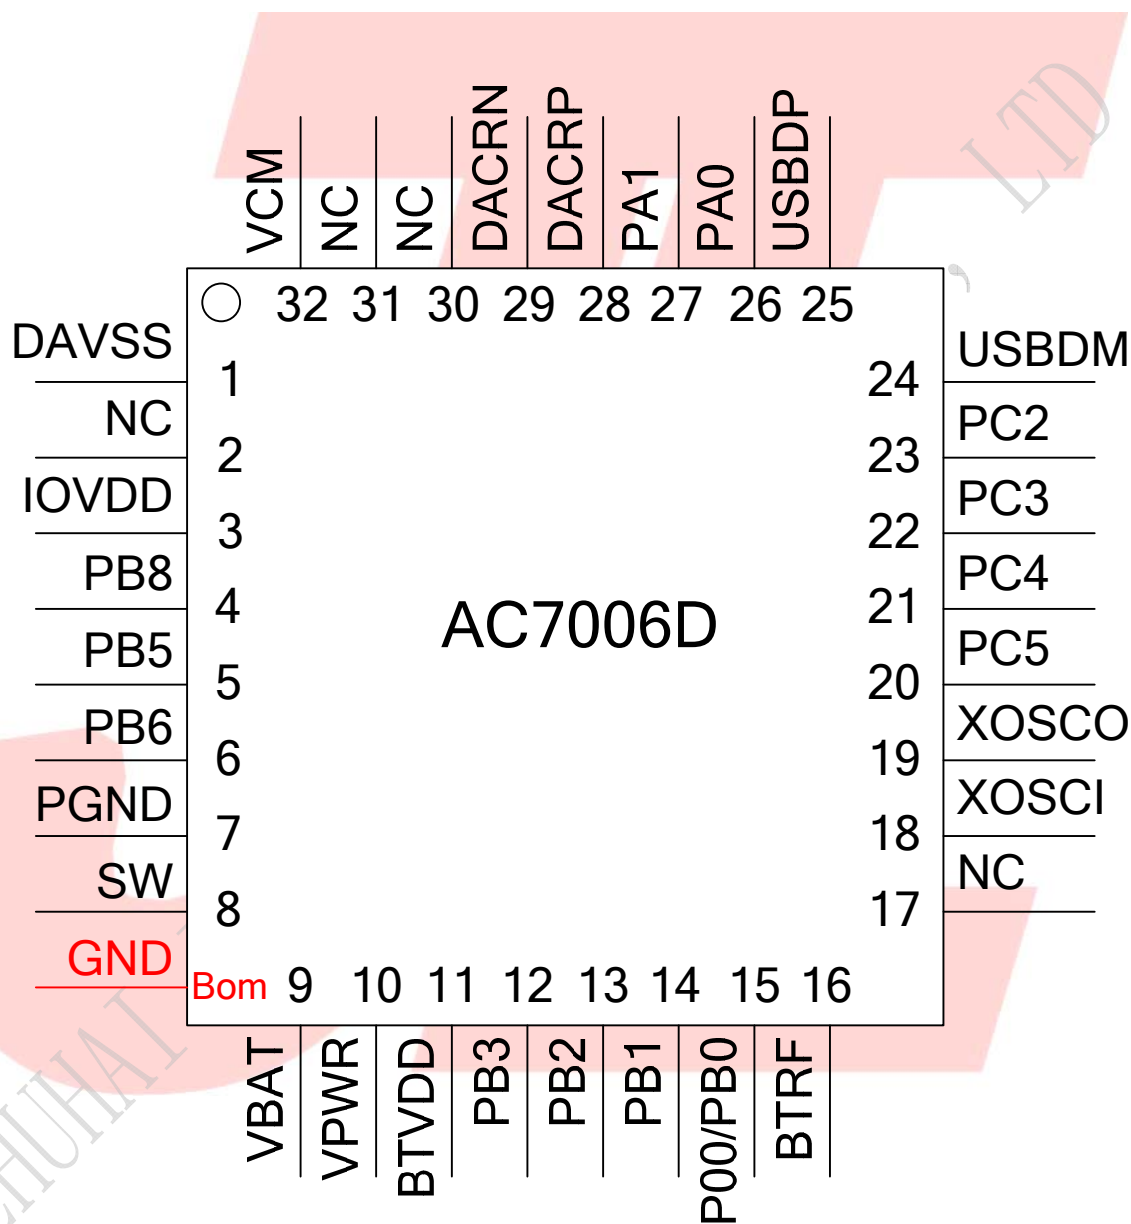 VCM
NC
NC
DACRN
DACRP
PA1
PA0
USBDP
32 31 30 29 28 27 26 25
DAVSS 1
NC 2
IOVDD 3
PB8 4
PB5 5
PB6 6
PGND 7
SW 8
GND Bom
AC7006D
24 USBDM
23 PC2
22 PC3
21 PC4
20 PC5
19 XOSCO
18 XOSCI
17 NC
9 10 11 12 13 14 15 16
VBAT
VPWR
BTVDD
PB3
PB2
PB1
P00/PB0
BTRF
HUHAI
, LTD